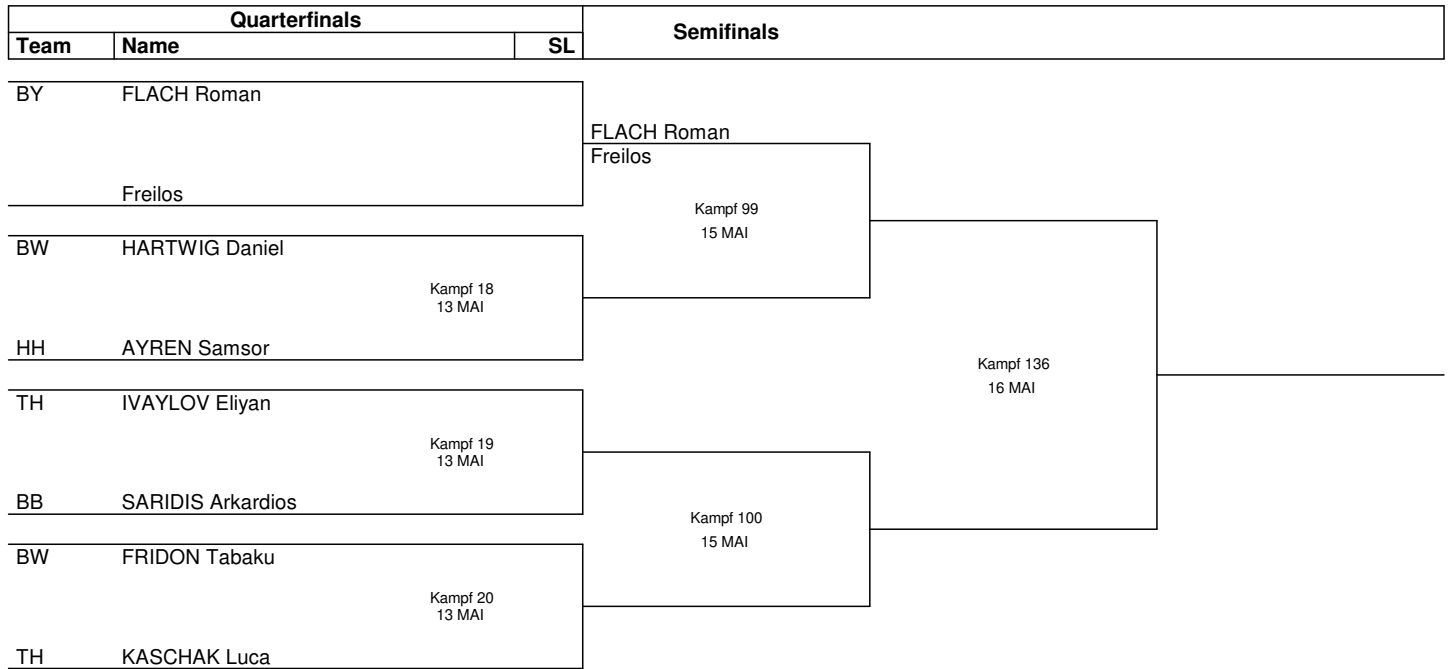 Quarterfinals
Semifinals
Team Name SL
BY FLACH Roman
FLACH Roman
Freilos
Freilos
Kampf 99
15 MAI
BW HARTWIG Daniel
Kampf 18
13 MAI
HH AYREN Samsor
Kampf 136
16 MAI
TH IVAYLOV Eliyan
Kampf 19
13 MAI
BB SARIDIS Arkardios
Kampf 100
15 MAI
BW FRIDON Tabaku
Kampf 20
13 MAI
TH KASCHAK Luca